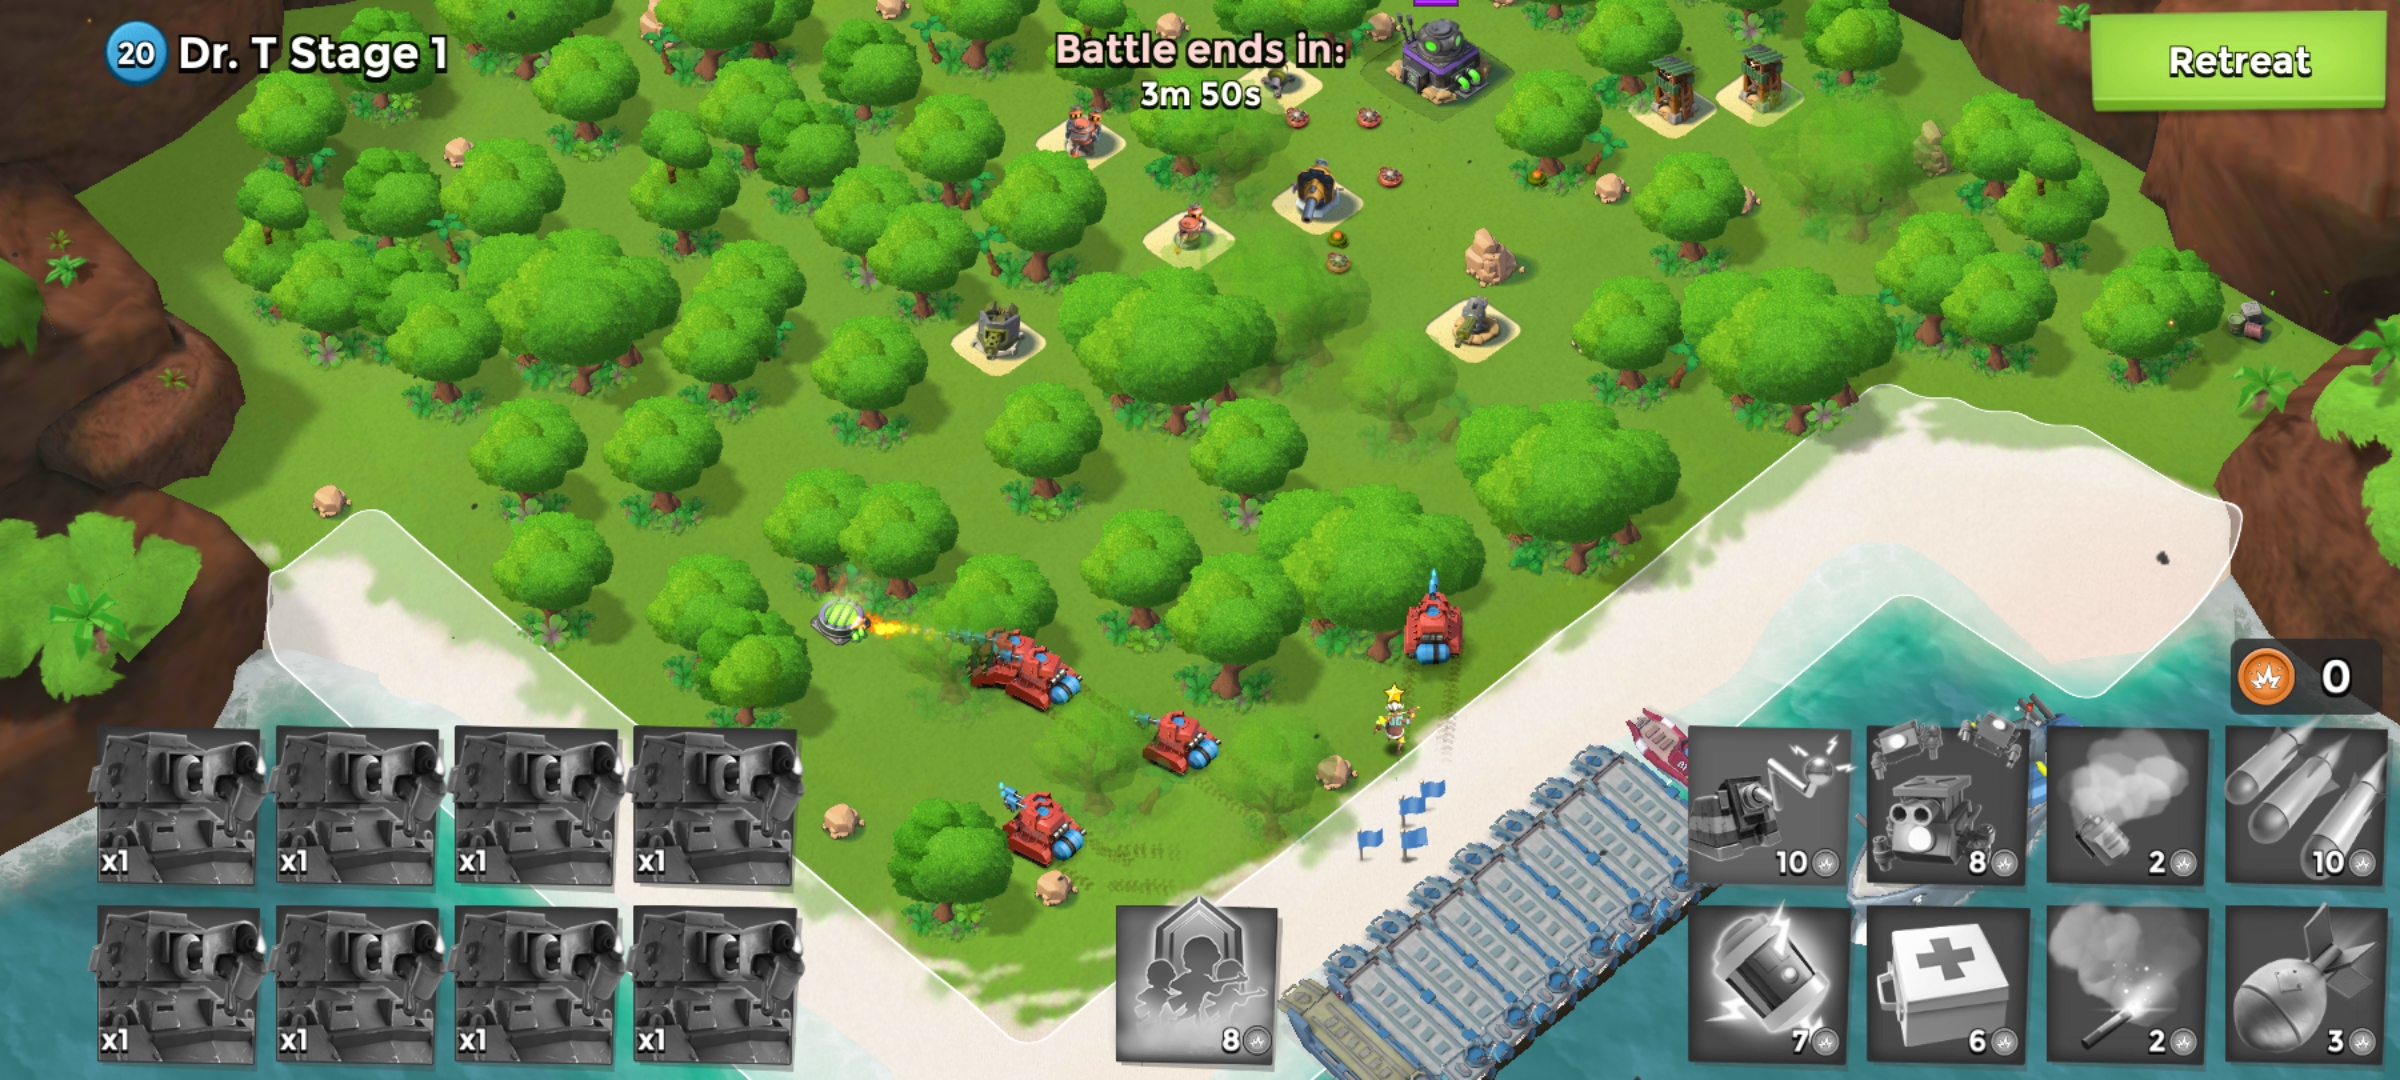 20 Dr. T Stage 1
Battle ends in:
3m 50s
Retreat
0
x1 x1 x1 x1
10 8 2 10
x1 x1 x1 x1
8
7 6 2 3